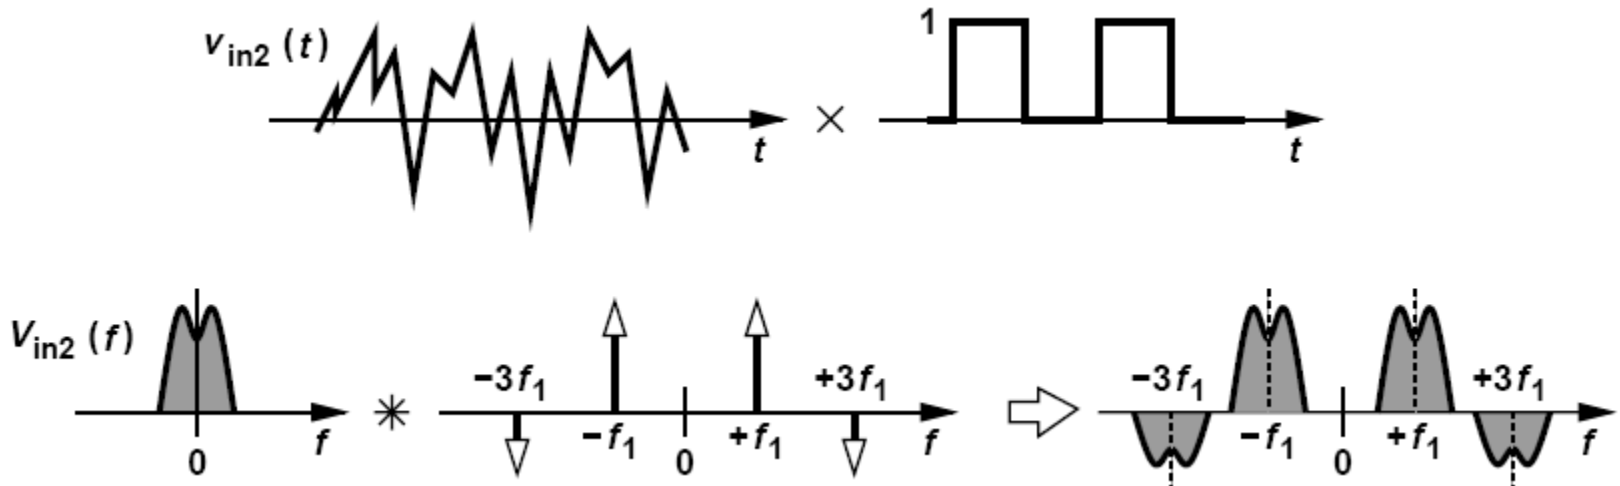 v_in2 (t)
t
×
1
t
V_in2 (f)
0
f
*
−3f_1
−f_1
0
+f_1
+3f_1
f
−3f_1
−f_1
0
+f_1
+3f_1
f